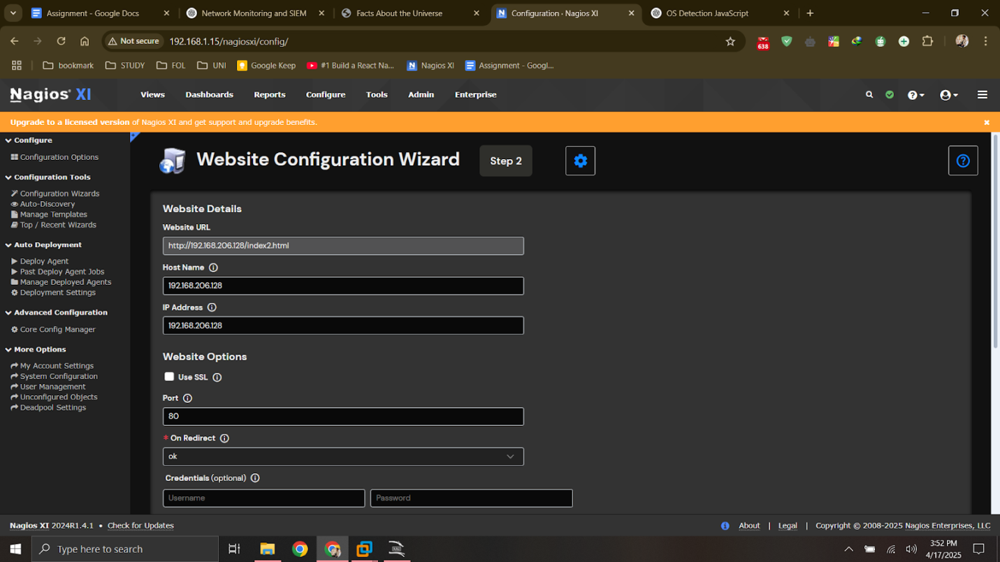 Assignment - Google Docs
Network Monitoring and SIEM
Facts About the Universe
Configuration · Nagios XI
OS Detection JavaScript
Not secure 192.168.1.15/nagiosxi/config/
638
bookmark STUDY FOL UNI Google Keep #1 Build a React Na... Nagios XI Assignment - Googl...
Nagios® XI Views Dashboards Reports Configure Tools Admin Enterprise
Upgrade to a licensed version of Nagios XI and get support and upgrade benefits.
Configure
Configuration Options
Configuration Tools
Configuration Wizards
Auto-Discovery
Manage Templates
Top / Recent Wizards
Auto Deployment
Deploy Agent
Past Deploy Agent Jobs
Manage Deployed Agents
Deployment Settings
Advanced Configuration
Core Config Manager
More Options
My Account Settings
System Configuration
User Management
Unconfigured Objects
Deadpool Settings
Website Configuration Wizard Step 2
Website Details
Website URL
http://192.168.206.128/index2.html
Host Name
192.168.206.128
IP Address
192.168.206.128
Website Options
Use SSL
Port
80
* On Redirect
ok
Credentials (optional)
Username Password
Nagios XI 2024R1.4.1 • Check for Updates
About | Legal | Copyright © 2008-2025 Nagios Enterprises, LLC
Type here to search
3:52 PM
4/17/2025